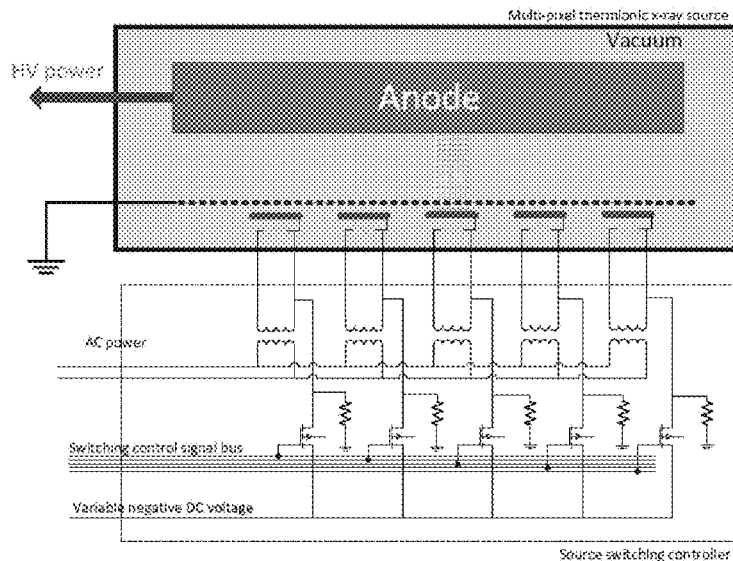 Multi-pixel thermionic x-ray source
Vacuum
HV power
Anode
AC power
Switching control signal bus
Variable negative DC voltage
Source switching controller